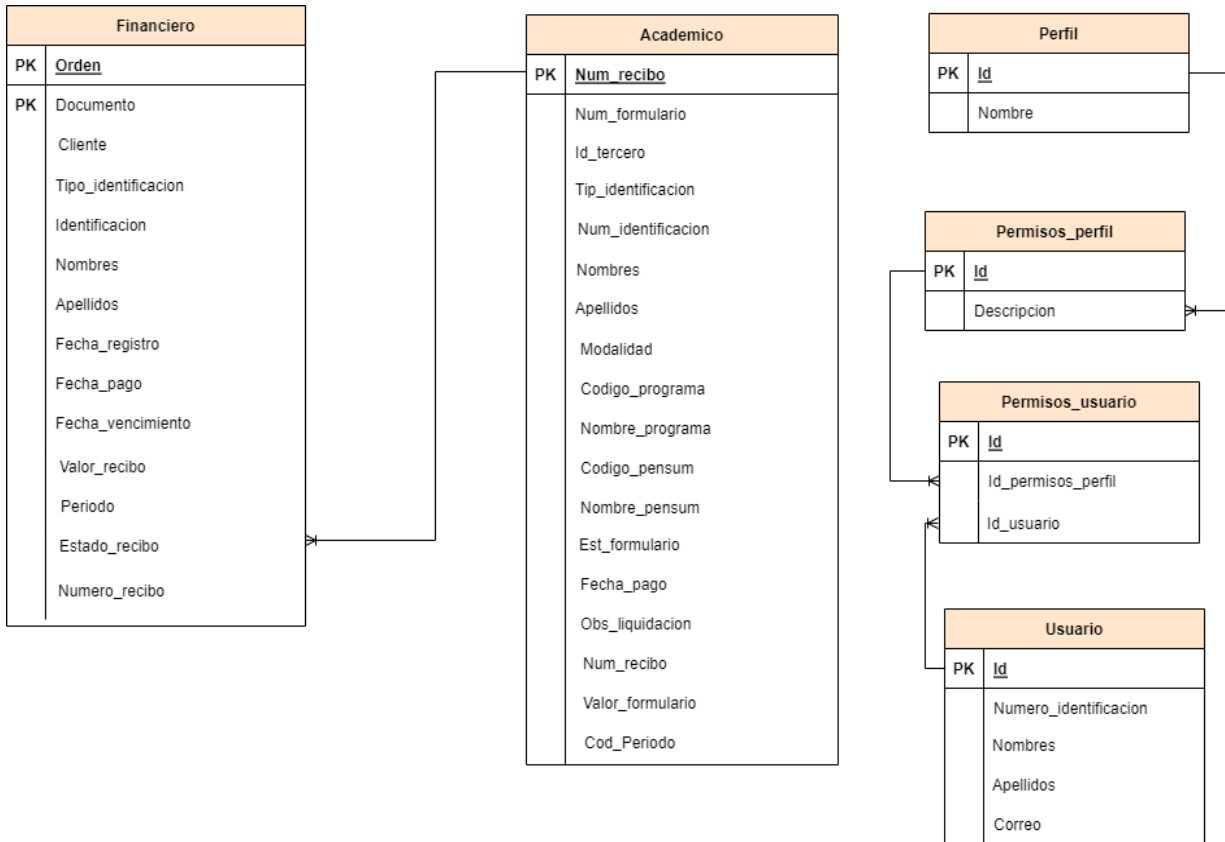 Financiero
PK Orden
PK Documento
Cliente
Tipo_identificacion
Identificacion
Nombres
Apellidos
Fecha_registro
Fecha_pago
Fecha_vencimiento
Valor_recibo
Periodo
Estado_recibo
Numero_recibo
Academico
PK Num_recibo
Num_formulario
Id_tercero
Tip_identificacion
Num_identificacion
Nombres
Apellidos
Modalidad
Codigo_programa
Nombre_programa
Codigo_pensum
Nombre_pensum
Est_formulario
Fecha_pago
Obs_liquidacion
Num_recibo
Valor_formulario
Cod_Periodo
Perfil
PK Id
Nombre
Permisos_perfil
PK Id
Descripcion
Permisos_usuario
PK Id
Id_permisos_perfil
Id_usuario
Usuario
PK Id
Numero_identificacion
Nombres
Apellidos
Correo